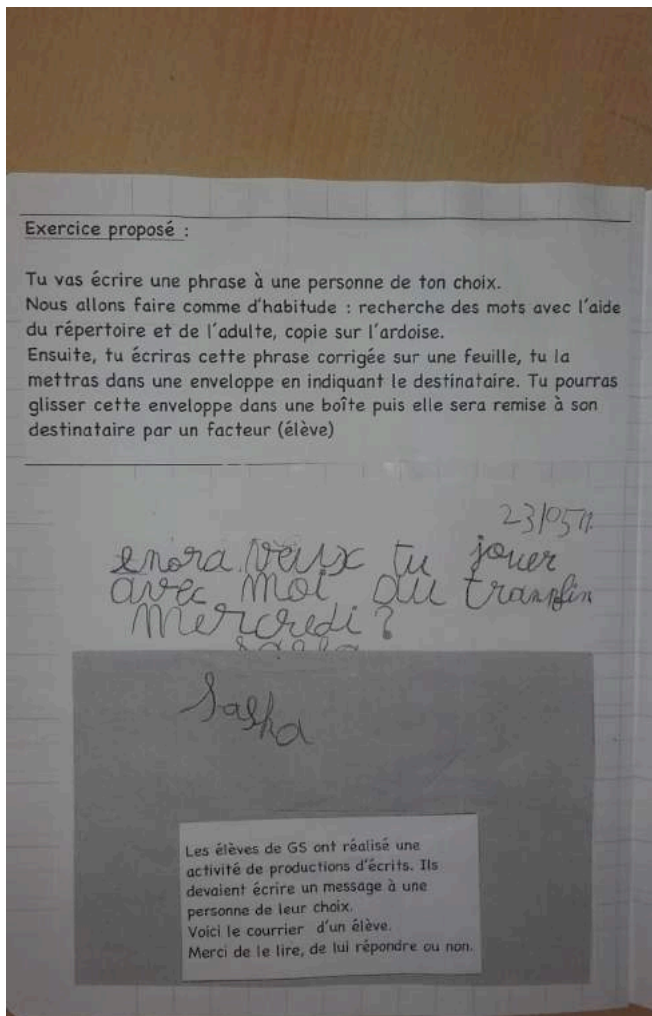 Exercice proposé :
Tu vas écrire une phrase à une personne de ton choix.
Nous allons faire comme d'habitude : recherche des mots avec l'aide
du répertoire et de l'adulte, copie sur l'ardoise.
Ensuite, tu écriras cette phrase corrigée sur une feuille, tu la
mettras dans une enveloppe en indiquant le destinataire. Tu pourras
glisser cette enveloppe dans une boîte puis elle sera remise à son
destinataire par un facteur (élève)
enora veux tu jouer
avec moi au
Mercredi ?
Sasha
Les élèves de GS ont réalisé une
activité de productions d'écrits. Ils
devaient écrire un message à une
personne de leur choix.
Voici le courrier d'un élève.
Merci de le lire, de lui répondre ou non.